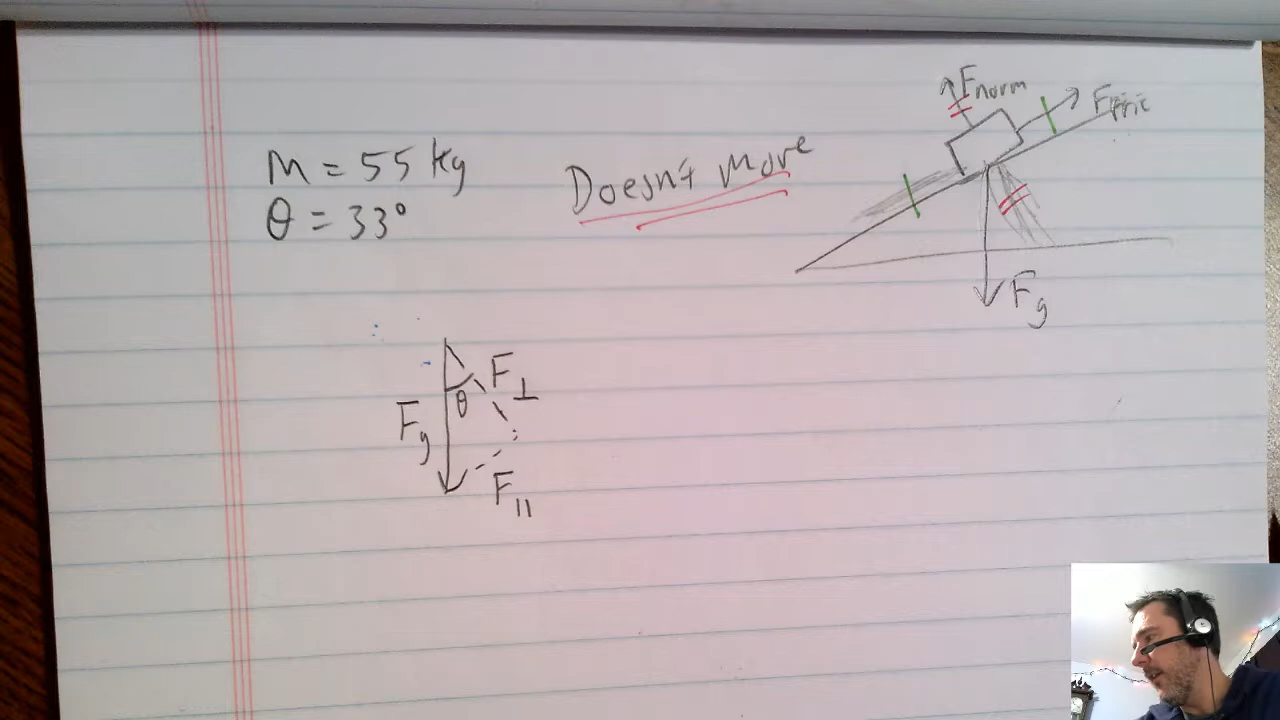 Fnorm
Ffric
M = 55 kg
Doesn't Move
θ = 33°
Fg
F⊥
θ
Fg
F||